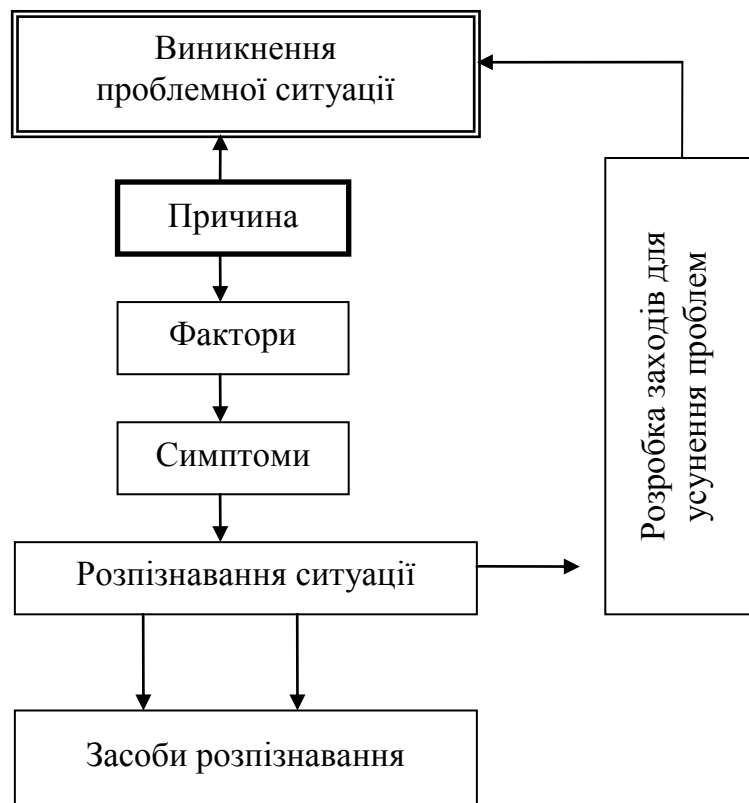 Виникнення
проблемної ситуації
Причина
Фактори
Симптоми
Розпізнавання ситуації
Засоби розпізнавання
Розробка заходів для
усунення проблем